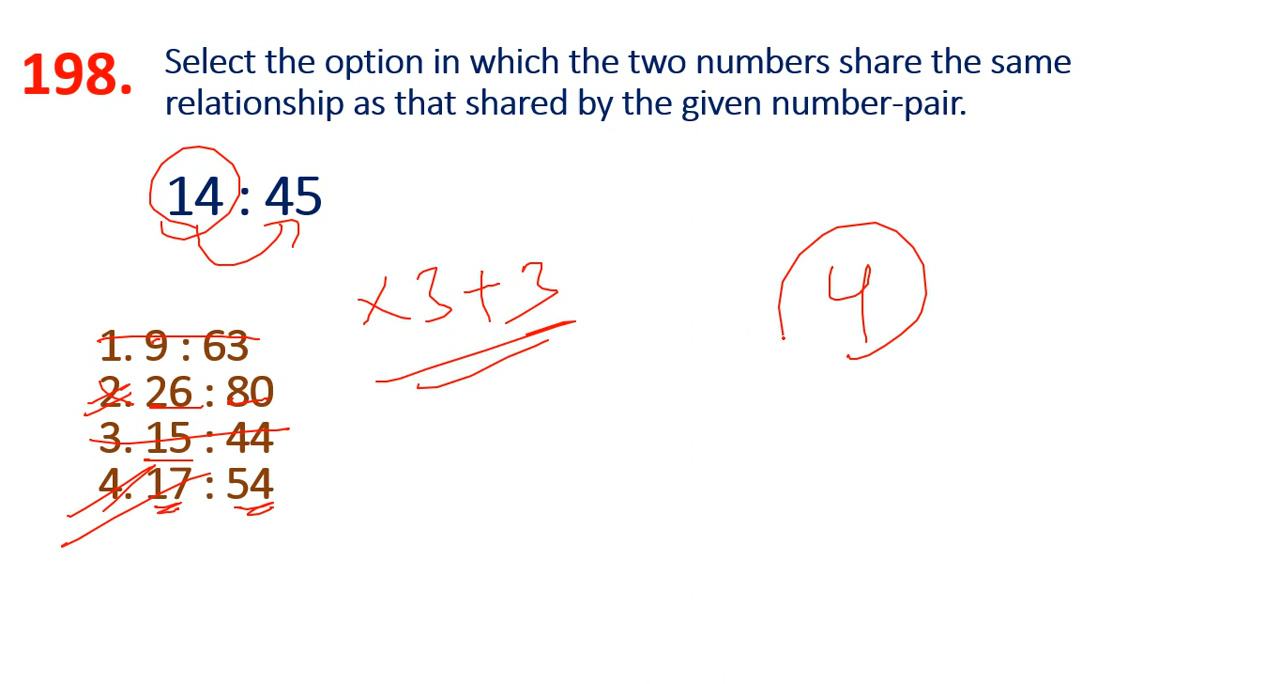 198. Select the option in which the two numbers share the same
relationship as that shared by the given number-pair.
14 : 45
×3+3
4
1. 9 : 63
2. 26 : 80
3. 15 : 44
4. 17 : 54